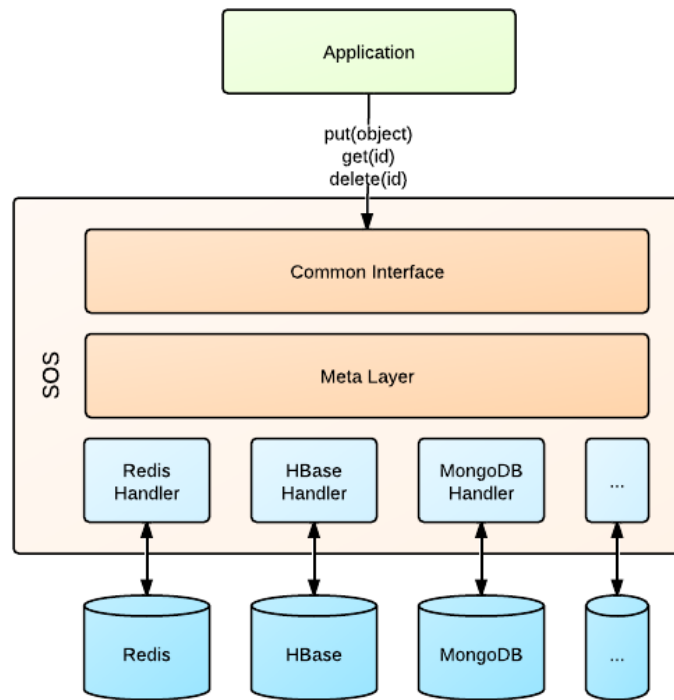 Application
put(object)
get(id)
delete(id)
SOS
Common Interface
Meta Layer
Redis
Handler
HBase
Handler
MongoDB
Handler
...
Redis
HBase
MongoDB
...